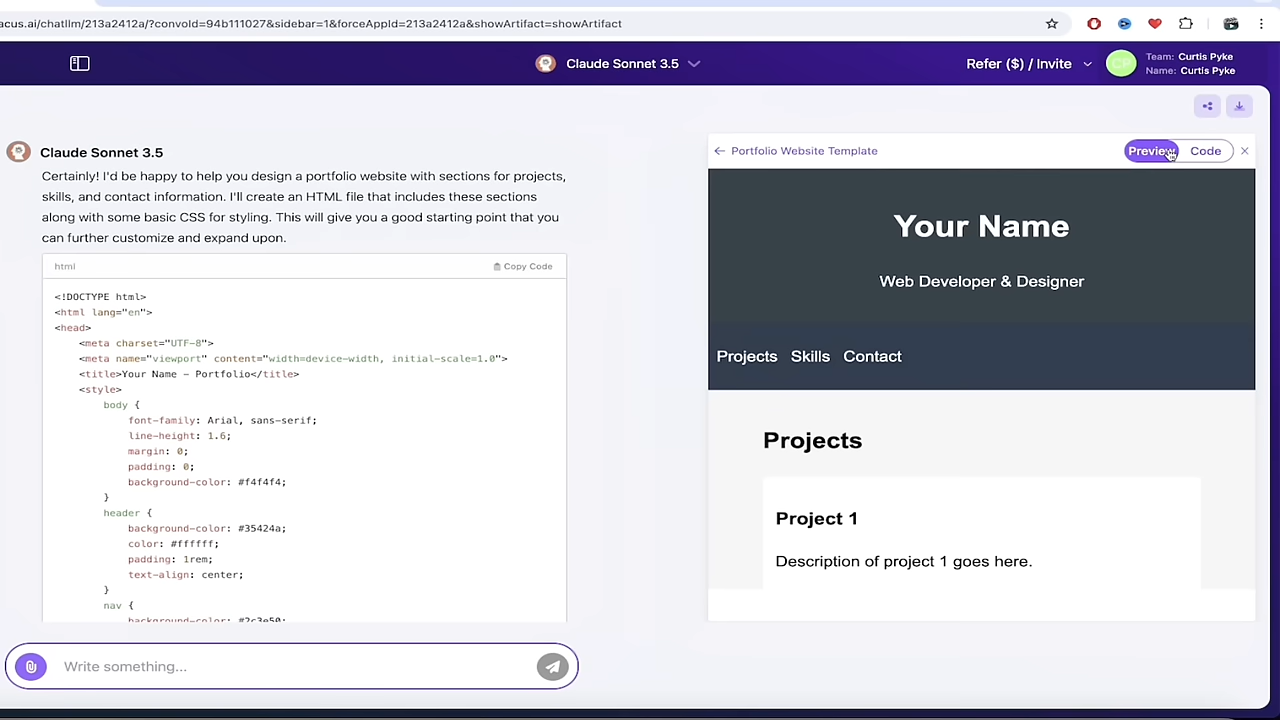 acus.ai/chatllm/213a2412a/?convoId=94b111027&sidebar=1&forceAppId=213a2412a&showArtifact=showArtifact
Claude Sonnet 3.5
Refer ($) / Invite
CP
Team: Curtis Pyke
Name: Curtis Pyke
Claude Sonnet 3.5
Certainly! I'd be happy to help you design a portfolio website with sections for projects,
skills, and contact information. I'll create an HTML file that includes these sections
along with some basic CSS for styling. This will give you a good starting point that you
can further customize and expand upon.
html
Copy Code
<!DOCTYPE html>
<html lang="en">
<head>
<meta charset="UTF-8">
<meta name="viewport" content="width=device-width, initial-scale=1.0">
<title>Your Name – Portfolio</title>
<style>
body {
font-family: Arial, sans-serif;
line-height: 1.6;
margin: 0;
padding: 0;
background-color: #f4f4f4;
}
header {
background-color: #35424a;
color: #ffffff;
padding: 1rem;
text-align: center;
}
nav {
background-color: #2c3e50;
Write something...
Portfolio Website Template
Preview
Code
Your Name
Web Developer & Designer
Projects Skills Contact
Projects
Project 1
Description of project 1 goes here.